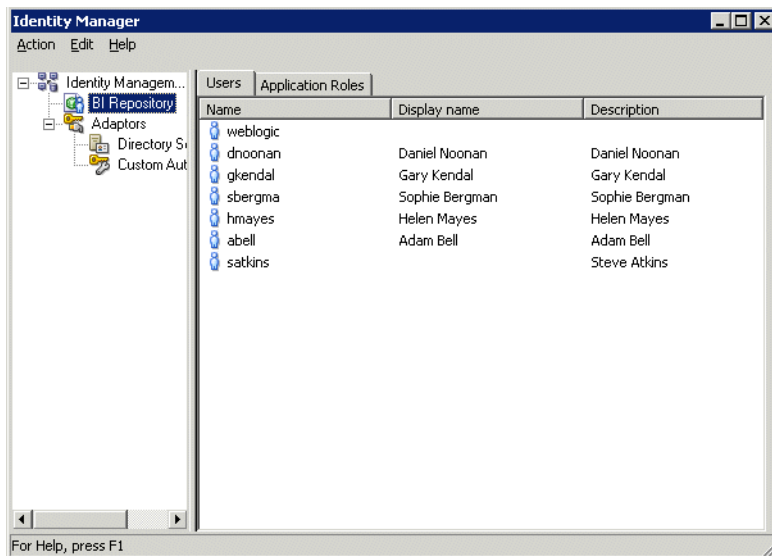 Identity Manager
Action Edit Help
Identity Managem...
BI Repository
Adaptors
Directory
Custom Aut
Users Application Roles
Name Display name Description
weblogic
dnoonan Daniel Noonan Daniel Noonan
gkendal Gary Kendal Gary Kendal
sbergma Sophie Bergman Sophie Bergman
hmayes Helen Mayes Helen Mayes
abell Adam Bell Adam Bell
satkins Steve Atkins
For Help, press F1